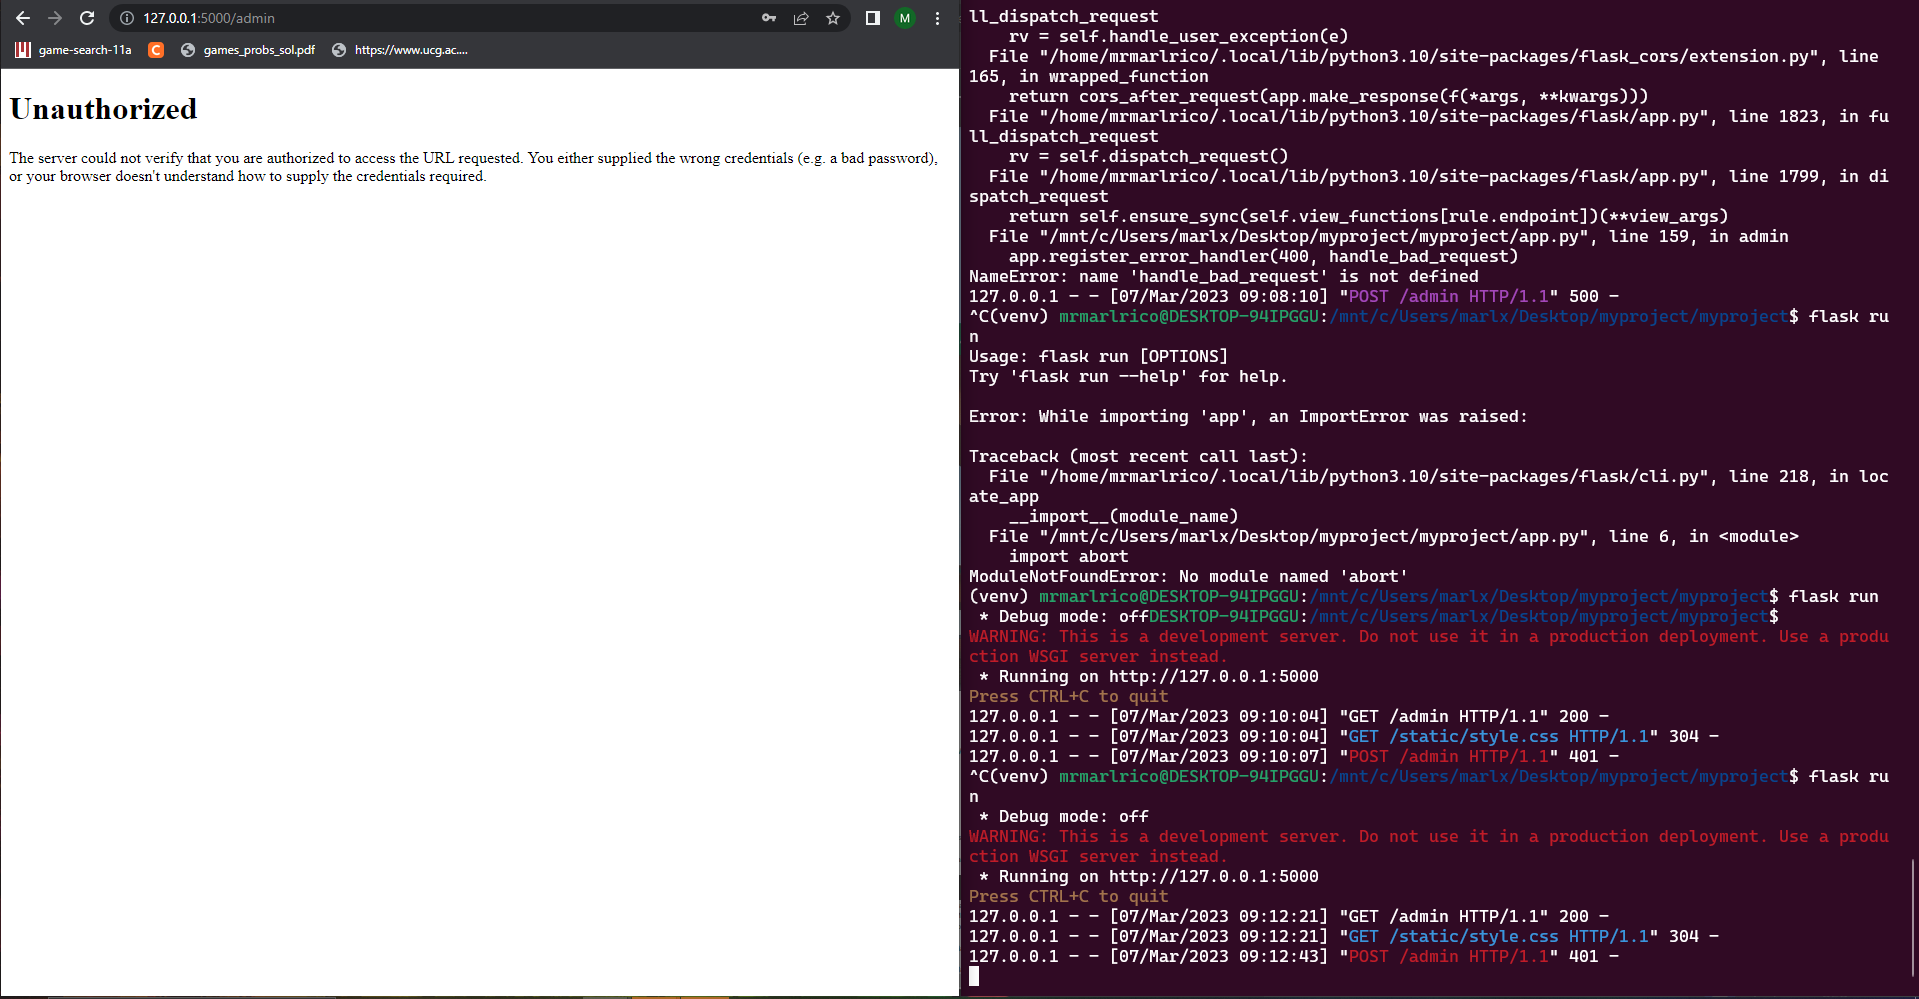 127.0.0.1:5000/admin
M
game-search-11a
C
games_probs_sol.pdf
https://www.ucg.ac....
Unauthorized
The server could not verify that you are authorized to access the URL requested. You either supplied the wrong credentials (e.g. a bad password),
or your browser doesn't understand how to supply the credentials required.
ll_dispatch_request
    rv = self.handle_user_exception(e)
  File "/home/mrmarlrico/.local/lib/python3.10/site-packages/flask_cors/extension.py", line
165, in wrapped_function
    return cors_after_request(app.make_response(f(*args, **kwargs)))
  File "/home/mrmarlrico/.local/lib/python3.10/site-packages/flask/app.py", line 1823, in fu
ll_dispatch_request
    rv = self.dispatch_request()
  File "/home/mrmarlrico/.local/lib/python3.10/site-packages/flask/app.py", line 1799, in di
spatch_request
    return self.ensure_sync(self.view_functions[rule.endpoint])(**view_args)
  File "/mnt/c/Users/marlx/Desktop/myproject/myproject/app.py", line 159, in admin
    app.register_error_handler(400, handle_bad_request)
NameError: name 'handle_bad_request' is not defined
127.0.0.1 - - [07/Mar/2023 09:08:10] "POST /admin HTTP/1.1" 500 -
^C(venv) mrmarlrico@DESKTOP-94IPGGU:/mnt/c/Users/marlx/Desktop/myproject/myproject$ flask ru
n
Usage: flask run [OPTIONS]
Try 'flask run --help' for help.
Error: While importing 'app', an ImportError was raised:
Traceback (most recent call last):
  File "/home/mrmarlrico/.local/lib/python3.10/site-packages/flask/cli.py", line 218, in loc
ate_app
    __import__(module_name)
  File "/mnt/c/Users/marlx/Desktop/myproject/myproject/app.py", line 6, in <module>
    import abort
ModuleNotFoundError: No module named 'abort'
(venv) mrmarlrico@DESKTOP-94IPGGU:/mnt/c/Users/marlx/Desktop/myproject/myproject$ flask run
 * Debug mode: offDESKTOP-94IPGGU:/mnt/c/Users/marlx/Desktop/myproject/myproject$
WARNING: This is a development server. Do not use it in a production deployment. Use a produ
ction WSGI server instead.
 * Running on http://127.0.0.1:5000
Press CTRL+C to quit
127.0.0.1 - - [07/Mar/2023 09:10:04] "GET /admin HTTP/1.1" 200 -
127.0.0.1 - - [07/Mar/2023 09:10:04] "GET /static/style.css HTTP/1.1" 304 -
127.0.0.1 - - [07/Mar/2023 09:10:07] "POST /admin HTTP/1.1" 401 -
^C(venv) mrmarlrico@DESKTOP-94IPGGU:/mnt/c/Users/marlx/Desktop/myproject/myproject$ flask ru
n
 * Debug mode: off
WARNING: This is a development server. Do not use it in a production deployment. Use a produ
ction WSGI server instead.
 * Running on http://127.0.0.1:5000
Press CTRL+C to quit
127.0.0.1 - - [07/Mar/2023 09:12:21] "GET /admin HTTP/1.1" 200 -
127.0.0.1 - - [07/Mar/2023 09:12:21] "GET /static/style.css HTTP/1.1" 304 -
127.0.0.1 - - [07/Mar/2023 09:12:43] "POST /admin HTTP/1.1" 401 -